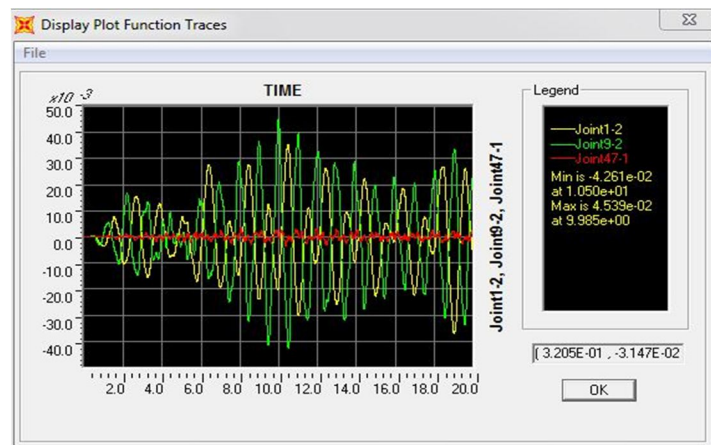 Display Plot Function Traces
File
x10 -3
TIME
50.0
40.0
30.0
20.0
10.0
0.0
-10.0
-20.0
-30.0
-40.0
2.0 4.0 6.0 8.0 10.0 12.0 14.0 16.0 18.0 20.0
Joint1-2, Joint9-2, Joint47-1
Legend
Joint1-2
Joint9-2
Joint47-1
Min is -4.261e-02
at 1.050e+01
Max is 4.539e-02
at 9.985e+00
( 3.205E-01 , -3.147E-02
OK